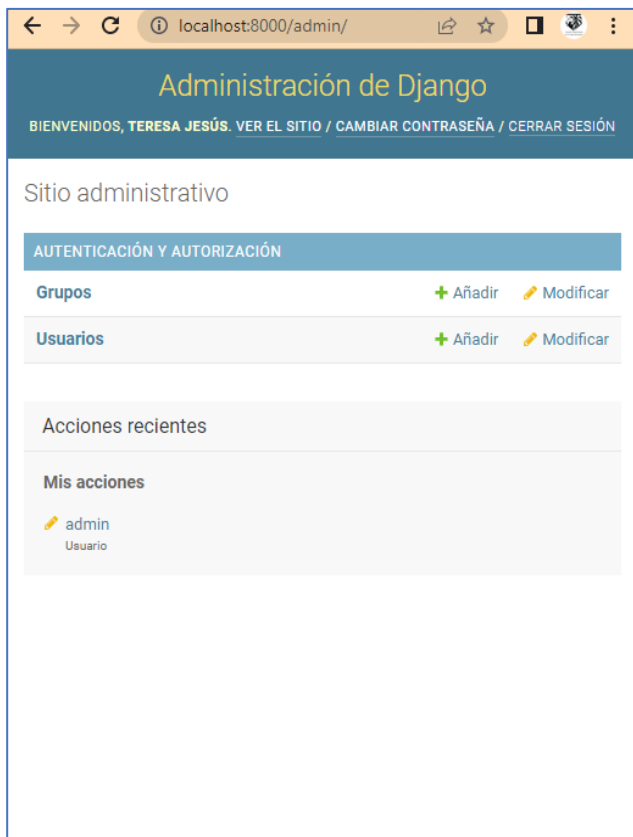 localhost:8000/admin/
Administración de Django
BIENVENIDOS, TERESA JESÚS. VER EL SITIO / CAMBIAR CONTRASEÑA / CERRAR SESIÓN
Sitio administrativo
AUTENTICACIÓN Y AUTORIZACIÓN
Grupos Añadir Modificar
Usuarios Añadir Modificar
Acciones recientes
Mis acciones
admin
Usuario